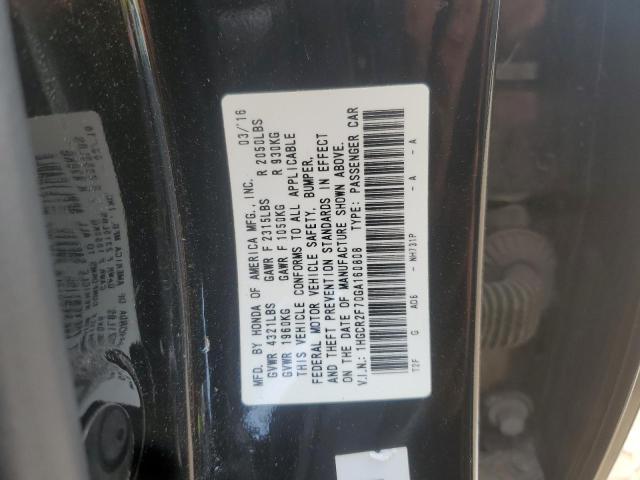 MFD. BY HONDA OF AMERICA MFG., INC. 03/'16
GVWR 4321LBS GAWR F 2315LBS R 2050LBS
GVWR 1960KG GAWR F 1050KG R 930KG
THIS VEHICLE CONFORMS TO ALL APPLICABLE
FEDERAL MOTOR VEHICLE SAFETY, BUMPER,
AND THEFT PREVENTION STANDARDS IN EFFECT
ON THE DATE OF MANUFACTURE SHOWN ABOVE.
V.I.N.: 1HGCR2F70GA160808 TYPE: PASSENGER CAR
T2F G AO6 - NH731P - A - A